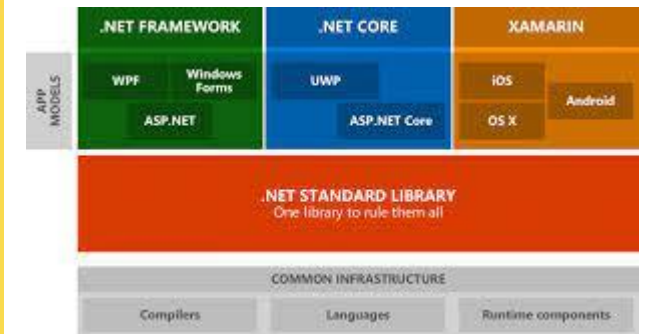 .NET FRAMEWORK
.NET CORE
XAMARIN
APP
MODELS
WPF
Windows
Forms
ASP.NET
UWP
ASP.NET Core
iOS
Android
OS X
.NET STANDARD LIBRARY
One library to rule them all
COMMON INFRASTRUCTURE
Compilers
Languages
Runtime components